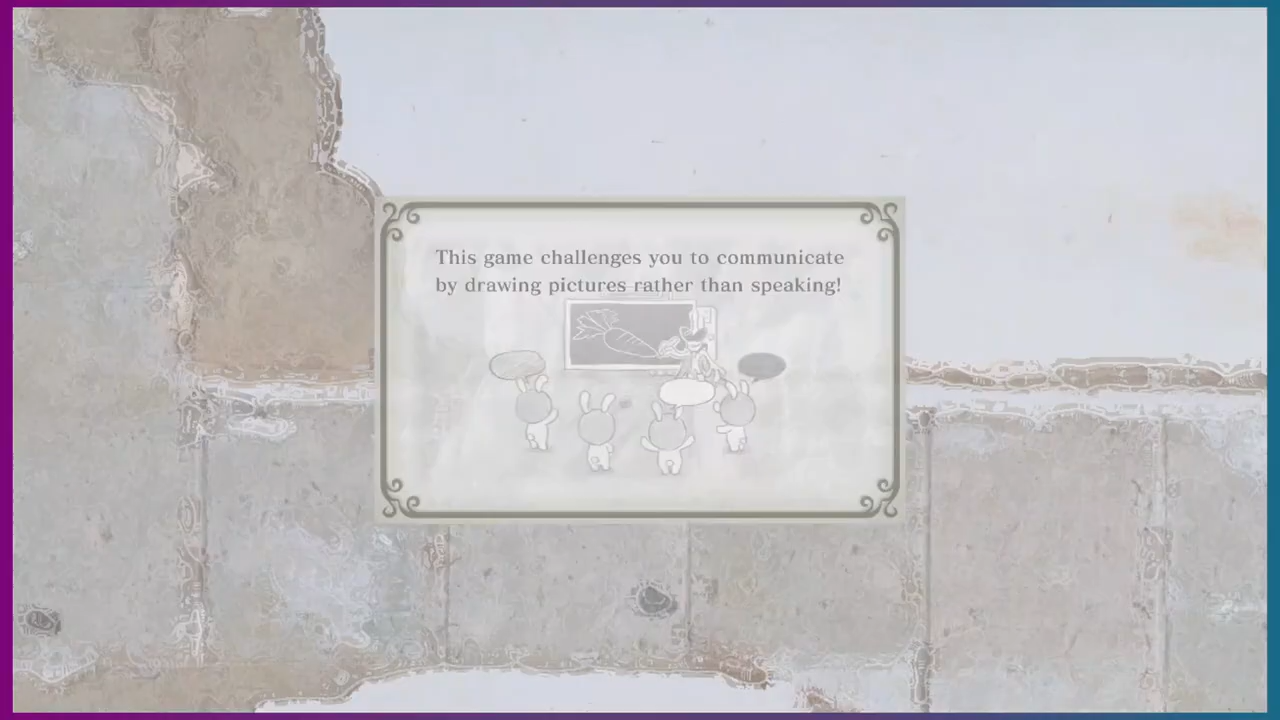 This game challenges you to communicate
by drawing pictures rather than speaking!